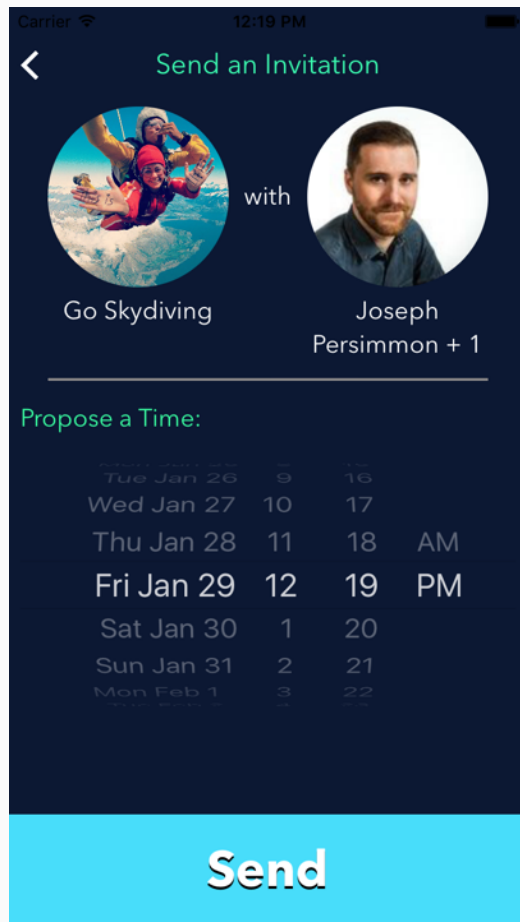 Carrier 12:19 PM
Send an Invitation
with
Go Skydiving
Joseph
Persimmon + 1
Propose a Time:
Tue Jan 26 9 16
Wed Jan 27 10 17
Thu Jan 28 11 18 AM
Fri Jan 29 12 19 PM
Sat Jan 30 1 20
Sun Jan 31 2 21
Mon Feb 1 3 22
Send